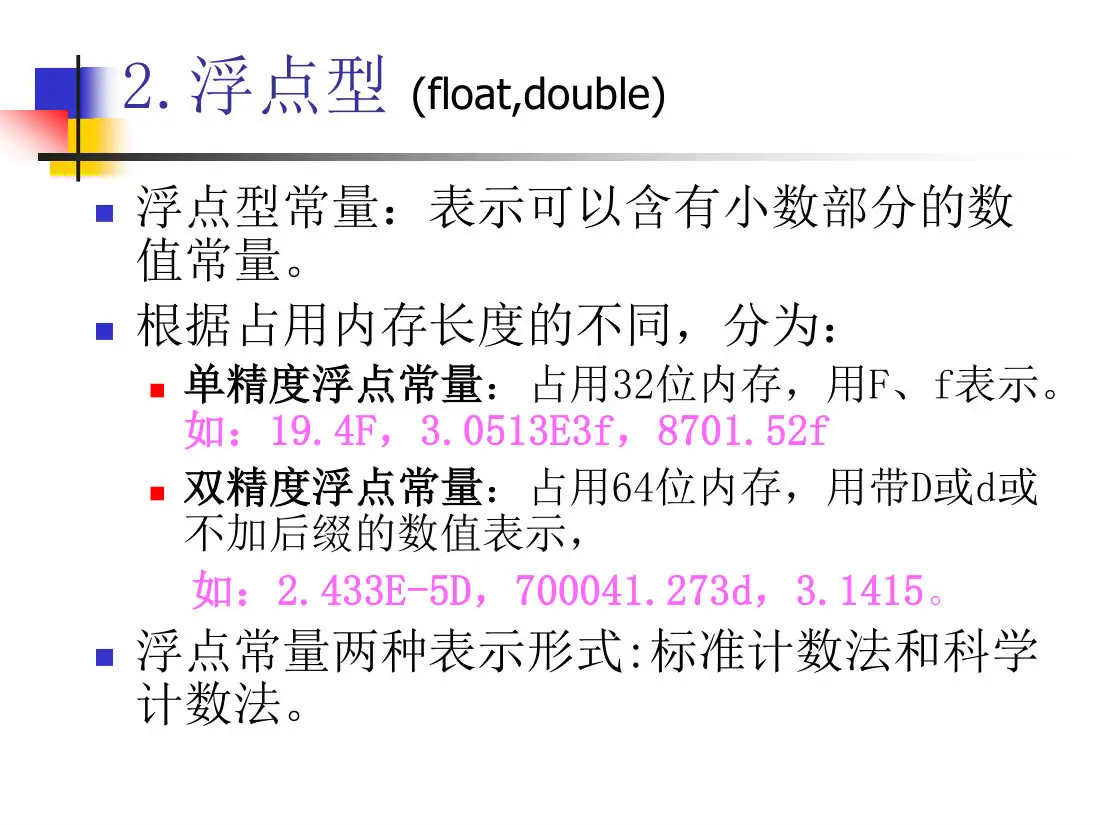 2.浮点型 (float,double)
浮点型常量：表示可以含有小数部分的数
值常量。
根据占用内存长度的不同，分为：
单精度浮点常量：占用32位内存，用F、f表示。
如：19.4F，3.0513E3f，8701.52f
双精度浮点常量：占用64位内存，用带D或d或
不加后缀的数值表示，
如：2.433E-5D，700041.273d，3.1415。
浮点常量两种表示形式:标准计数法和科学
计数法。